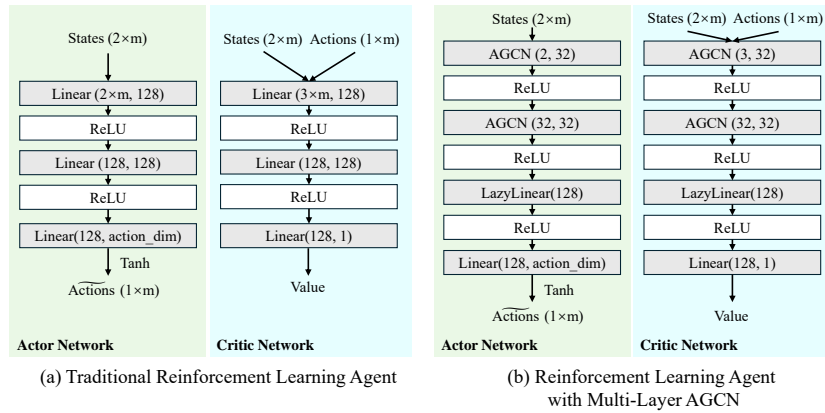 States (2×m)
Linear (2×m, 128)
ReLU
Linear (128, 128)
ReLU
Linear(128, action_dim)
Tanh
Actions (1×m)
Actor Network
States (2×m) Actions (1×m)
Linear (3×m, 128)
ReLU
Linear (128, 128)
ReLU
Linear(128, 1)
Value
Critic Network
(a) Traditional Reinforcement Learning Agent
States (2×m)
AGCN (2, 32)
ReLU
AGCN (32, 32)
ReLU
LazyLinear(128)
ReLU
Linear(128, action_dim)
Tanh
Actions (1×m)
Actor Network
States (2×m) Actions (1×m)
AGCN (3, 32)
ReLU
AGCN (32, 32)
ReLU
LazyLinear(128)
ReLU
Linear(128, 1)
Value
Critic Network
(b) Reinforcement Learning Agent
with Multi-Layer AGCN